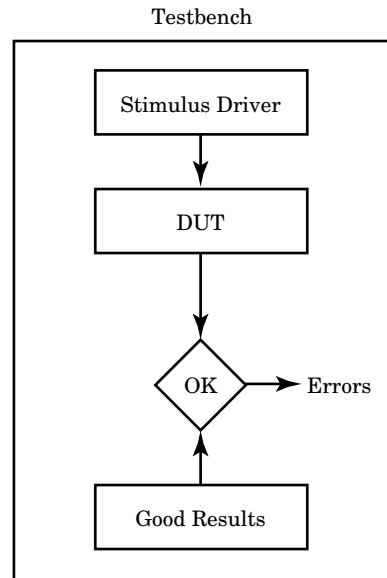 Testbench
Stimulus Driver
DUT
OK
Errors
Good Results